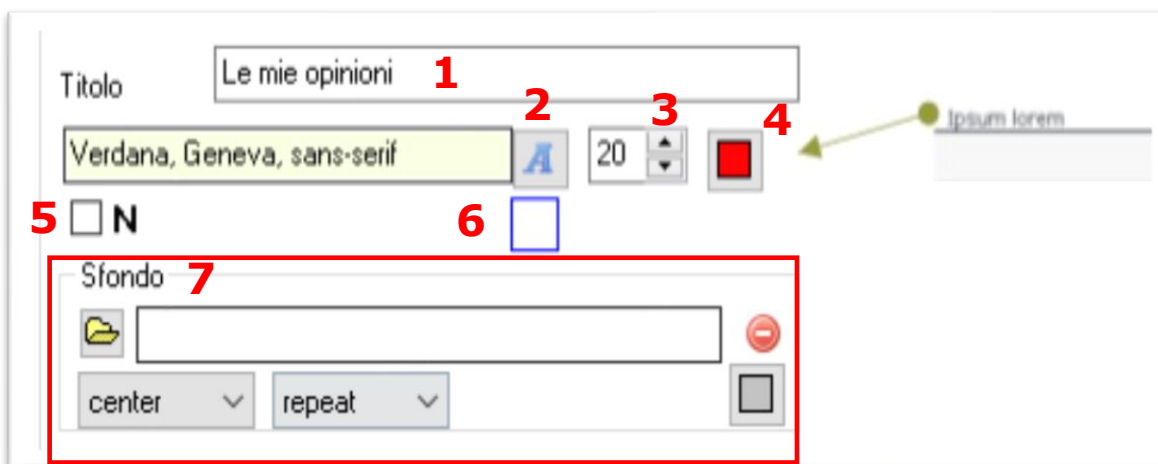 Titolo
Le mie opinioni 1
2
3
4
Ipsum lorem
Verdana, Geneva, sans-serif
A
20
5 N
6
Sfondo 7
center
repeat